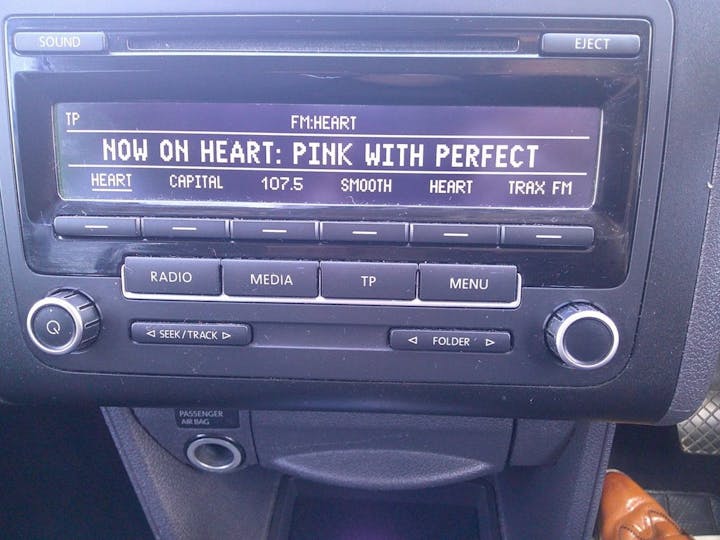 SOUND EJECT
TP FM:HEART
NOW ON HEART: PINK WITH PERFECT
HEART CAPITAL 107.5 SMOOTH HEART TRAX FM
RADIO MEDIA TP MENU
SEEK/TRACK FOLDER
PASSENGER
AIR BAG